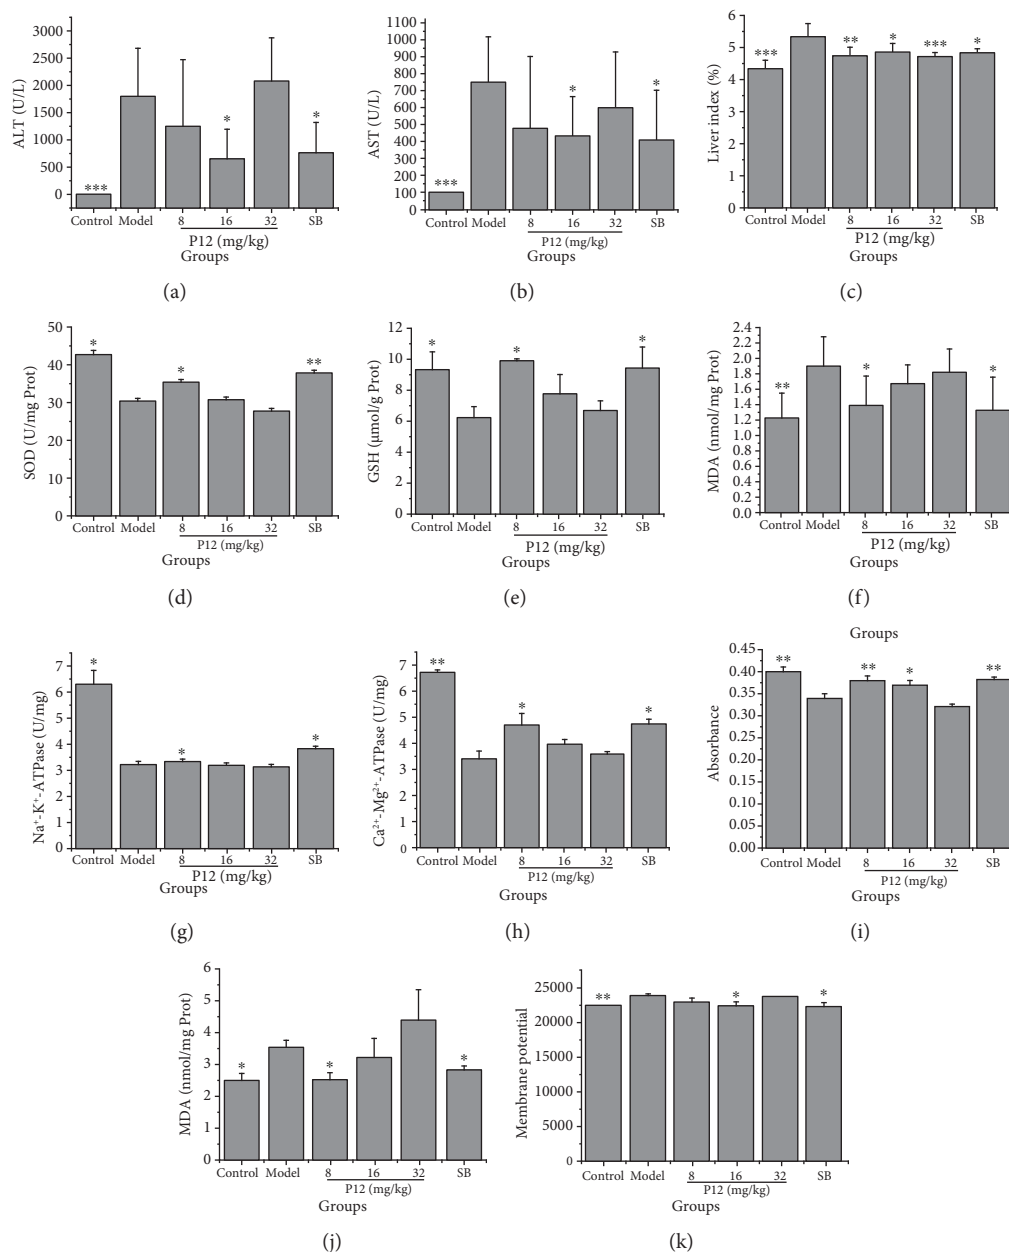 ALT (U/L)
3000
2500
2000
1500
1000
500
0
***
*
*
Control Model 8 16 32 SB
P12 (mg/kg)
Groups
(a)
AST (U/L)
1100
1000
900
800
700
600
500
400
300
200
100
0
***
*
*
Control Model 8 16 32 SB
P12 (mg/kg)
Groups
(b)
Liver index (%)
6
5
4
3
2
1
0
***
**
*
***
*
Control Model 8 16 32 SB
P12 (mg/kg)
Groups
(c)
SOD (U/mg Prot)
50
40
30
20
10
0
*
*
**
Control Model 8 16 32 SB
P12 (mg/kg)
Groups
(d)
GSH (μmol/g Prot)
12
10
8
6
4
2
0
*
*
*
Control Model 8 16 32 SB
P12 (mg/kg)
Groups
(e)
MDA (nmol/mg Prot)
2.4
2.2
2.0
1.8
1.6
1.4
1.2
1.0
0.8
0.6
0.4
0.2
0.0
**
*
*
Control Model 8 16 32 SB
P12 (mg/kg)
Groups
(f)
Na⁺-K⁺-ATPase (U/mg)
7
6
5
4
3
2
1
0
*
*
*
Control Model 8 16 32 SB
P12 (mg/kg)
Groups
(g)
Ca²⁺-Mg²⁺-ATPase (U/mg)
7
6
5
4
3
2
1
0
**
*
*
Control Model 8 16 32 SB
P12 (mg/kg)
Groups
(h)
Groups
Absorbance
0.45
0.40
0.35
0.30
0.25
0.20
0.15
0.10
0.05
0.00
**
**
*
**
Control Model 8 16 32 SB
P12 (mg/kg)
Groups
(i)
MDA (nmol/mg Prot)
6
5
4
3
2
1
0
*
*
*
Control Model 8 16 32 SB
P12 (mg/kg)
Groups
(j)
Membrane potential
25000
20000
15000
10000
5000
0
**
*
*
Control Model 8 16 32 SB
P12 (mg/kg)
Groups
(k)